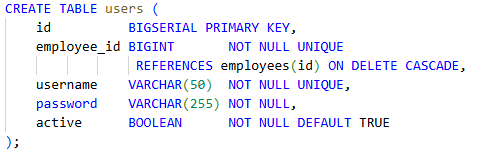 CREATE TABLE users (
    id          BIGSERIAL PRIMARY KEY,
    employee_id BIGINT       NOT NULL UNIQUE
                 REFERENCES employees(id) ON DELETE CASCADE,
    username    VARCHAR(50)  NOT NULL UNIQUE,
    password    VARCHAR(255) NOT NULL,
    active      BOOLEAN      NOT NULL DEFAULT TRUE
);